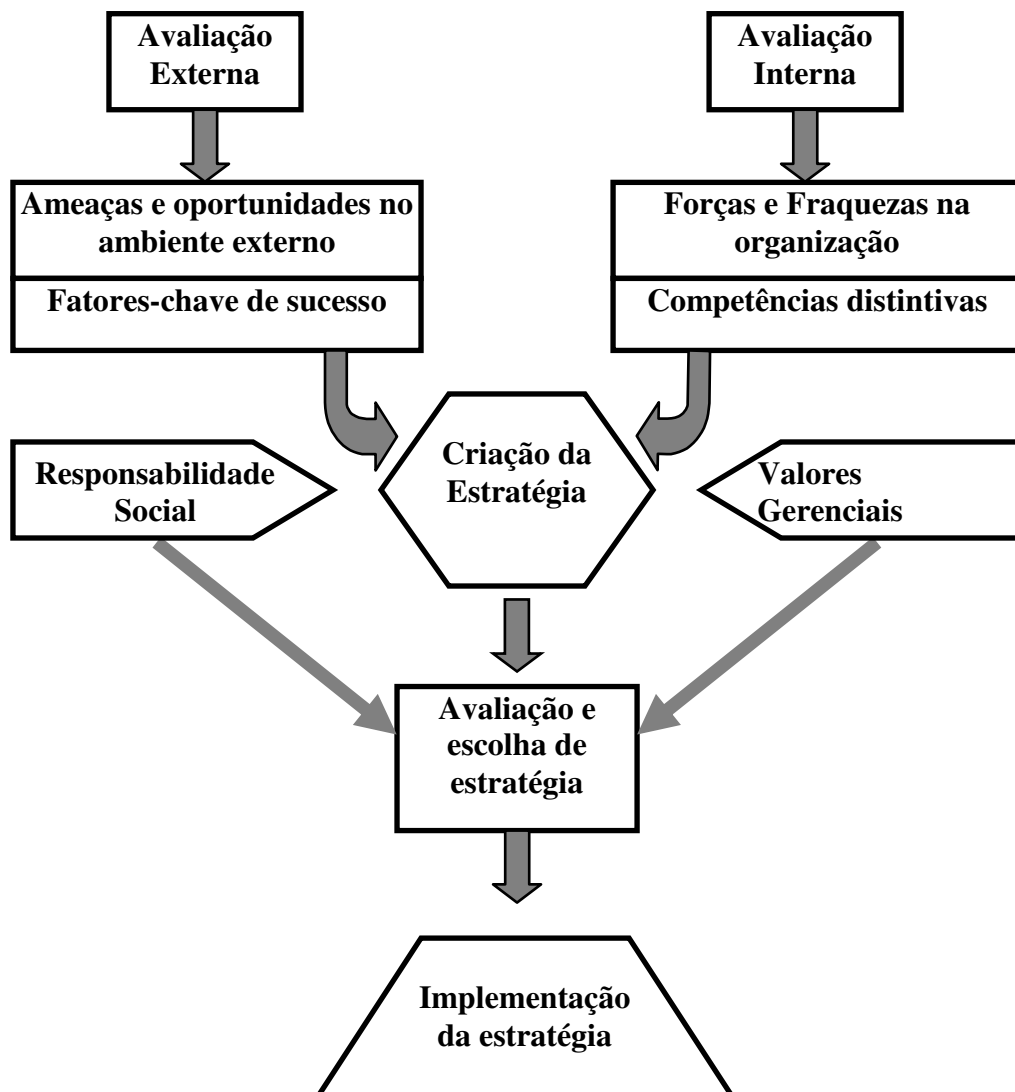 Avaliação
Externa
Avaliação
Interna
Ameaças e oportunidades no
ambiente externo
Fatores-chave de sucesso
Forças e Fraquezas na
organização
Competências distintivas
Criação da
Estratégia
Responsabilidade
Social
Valores
Gerenciais
Avaliação e
escolha de
estratégia
Implementação
da estratégia